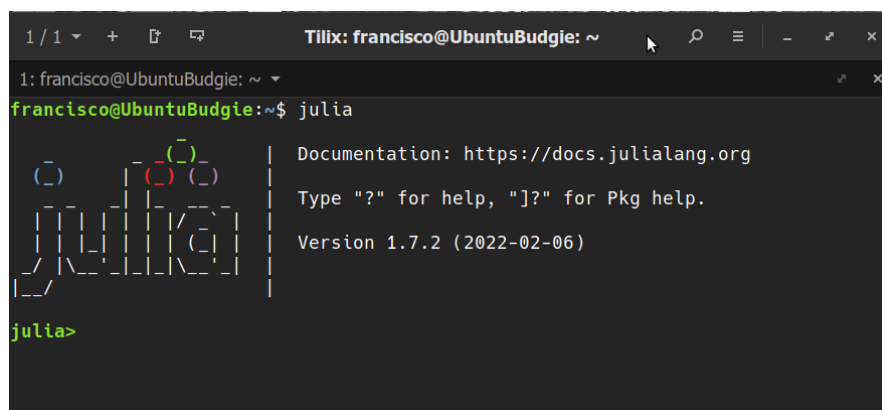 1 / 1
Tilix: francisco@UbuntuBudgie: ~
1: francisco@UbuntuBudgie: ~
francisco@UbuntuBudgie:~$ julia
julia
Documentation: https://docs.julialang.org
Type "?" for help, "]?" for Pkg help.
Version 1.7.2 (2022-02-06)
julia>